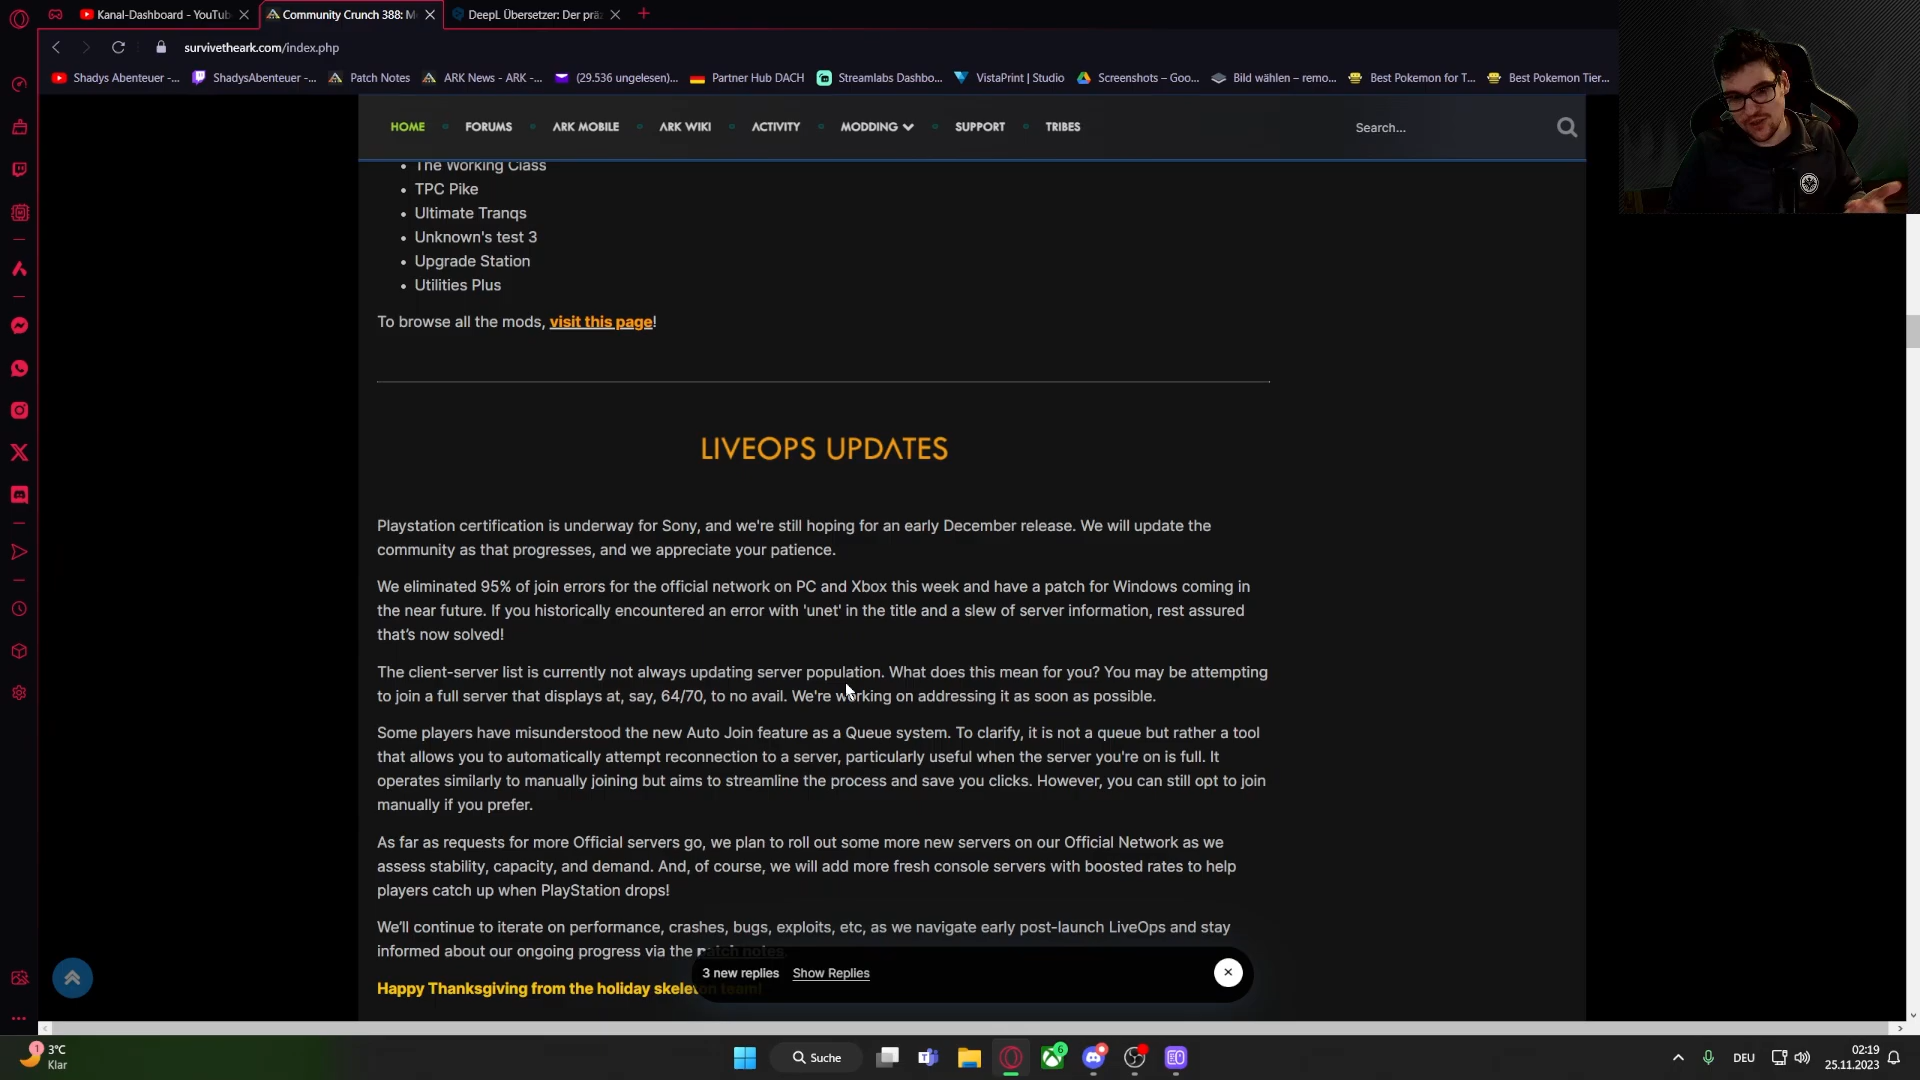 Kanal-Dashboard - YouTub
Community Crunch 388: M
DeepL Übersetzer: Der prä
survivetheark.com/index.php
Shadys Abenteuer -...
ShadysAbenteuer -...
Patch Notes
ARK News - ARK -...
(29.536 ungelesen)...
Partner Hub DACH
Streamlabs Dashbo...
VistaPrint | Studio
Screenshots – Goo...
Bild wählen – remo...
Best Pokemon for T...
Best Pokemon Tier...
HOME
FORUMS
ARK MOBILE
ARK WIKI
ACTIVITY
MODDING
SUPPORT
TRIBES
Search...
• The Working Class
• TPC Pike
• Ultimate Tranqs
• Unknown's test 3
• Upgrade Station
• Utilities Plus
To browse all the mods, visit this page!
LIVEOPS UPDATES
Playstation certification is underway for Sony, and we're still hoping for an early December release. We will update the
community as that progresses, and we appreciate your patience.
We eliminated 95% of join errors for the official network on PC and Xbox this week and have a patch for Windows coming in
the near future. If you historically encountered an error with 'unet' in the title and a slew of server information, rest assured
that’s now solved!
The client-server list is currently not always updating server population. What does this mean for you? You may be attempting
to join a full server that displays at, say, 64/70, to no avail. We're working on addressing it as soon as possible.
Some players have misunderstood the new Auto Join feature as a Queue system. To clarify, it is not a queue but rather a tool
that allows you to automatically attempt reconnection to a server, particularly useful when the server you're on is full. It
operates similarly to manually joining but aims to streamline the process and save you clicks. However, you can still opt to join
manually if you prefer.
As far as requests for more Official servers go, we plan to roll out some more new servers on our Official Network as we
assess stability, capacity, and demand. And, of course, we will add more fresh console servers with boosted rates to help
players catch up when PlayStation drops!
We’ll continue to iterate on performance, crashes, bugs, exploits, etc, as we navigate early post-launch LiveOps and stay
informed about our ongoing progress via the patch notes.
Happy Thanksgiving from the holiday skeleton team!
3 new replies
Show Replies
1
3°C
Klar
Suche
6
DEU
02:19
25.11.2023